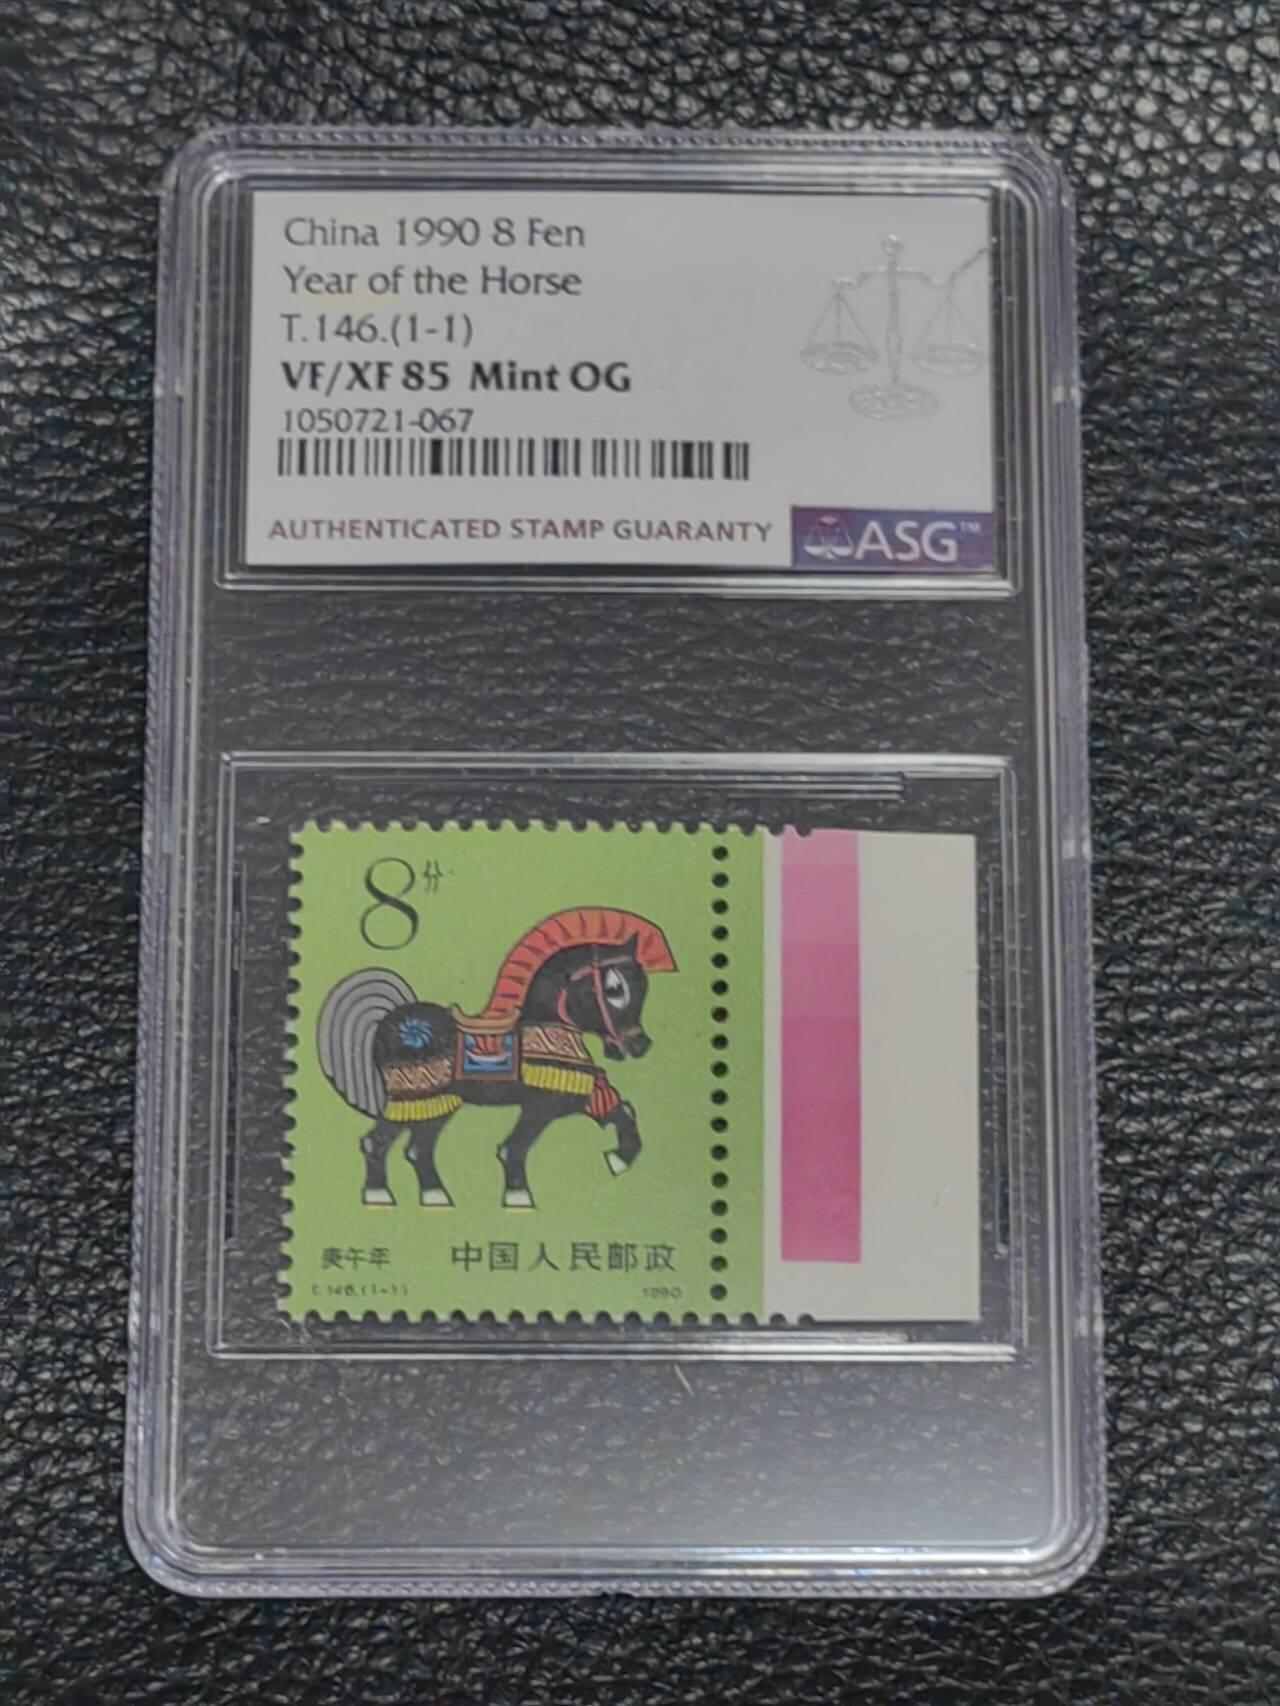 China 1990 8 Fen
Year of the Horse
T.146.(1-1)
VF/XF 85 Mint OG
1050721-067
AUTHENTICATED STAMP GUARANTY
ASG™
8分
庚午年 中国人民邮政
T.146.(1-1) 1990